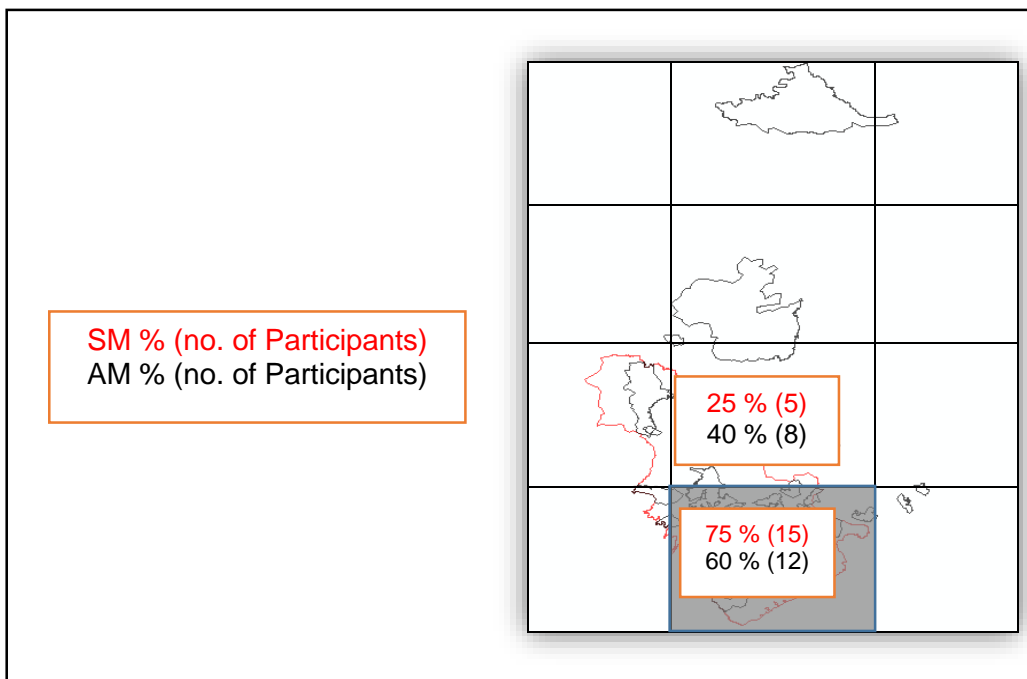 SM % (no. of Participants)
AM % (no. of Participants)
25 % (5)
40 % (8)
75 % (15)
60 % (12)